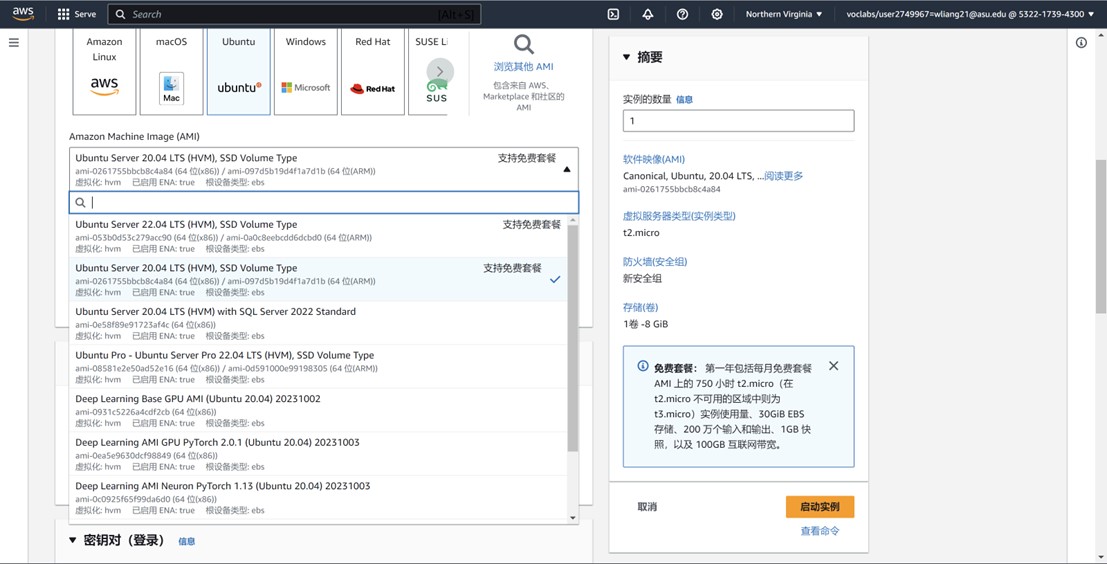 aws
Serve
Search
[Alt+S]
Northern Virginia
voclabs/user2749967=wliang21@asu.edu @ 5322-1739-4300
Amazon Linux
aws
macOS
Mac
Ubuntu
ubuntu
Windows
Microsoft
Red Hat
Red Hat
SUSE Li
SUS
浏览其他 AMI
包含来自 AWS、
Marketplace 和社区的
AMI
Amazon Machine Image (AMI)
Ubuntu Server 20.04 LTS (HVM), SSD Volume Type
支持免费套餐
ami-0261755bbcb8c4a84 (64 位(x86)) / ami-097d5b19d4f1a7d1b (64 位(ARM))
虚拟化: hvm 已启用 ENA: true 根设备类型: ebs
Ubuntu Server 22.04 LTS (HVM), SSD Volume Type
支持免费套餐
ami-053b0d53c279acc90 (64 位(x86)) / ami-0a0c8eebcdd6dcbd0 (64 位(ARM))
虚拟化: hvm 已启用 ENA: true 根设备类型: ebs
Ubuntu Server 20.04 LTS (HVM), SSD Volume Type
支持免费套餐
ami-0261755bbcb8c4a84 (64 位(x86)) / ami-097d5b19d4f1a7d1b (64 位(ARM))
虚拟化: hvm 已启用 ENA: true 根设备类型: ebs
Ubuntu Server 20.04 LTS (HVM) with SQL Server 2022 Standard
ami-0e58f89e91723af4c (64 位(x86))
虚拟化: hvm 已启用 ENA: true 根设备类型: ebs
Ubuntu Pro - Ubuntu Server Pro 22.04 LTS (HVM), SSD Volume Type
ami-08581e2e50ad52e16 (64 位(x86)) / ami-0d591000e99198305 (64 位(ARM))
虚拟化: hvm 已启用 ENA: true 根设备类型: ebs
Deep Learning Base GPU AMI (Ubuntu 20.04) 20231002
ami-0931c5226a4cdf2cb (64 位(x86))
虚拟化: hvm 已启用 ENA: true 根设备类型: ebs
Deep Learning AMI GPU PyTorch 2.0.1 (Ubuntu 20.04) 20231003
ami-0ea5e9630dcf98849 (64 位(x86))
虚拟化: hvm 已启用 ENA: true 根设备类型: ebs
Deep Learning AMI Neuron PyTorch 1.13 (Ubuntu 20.04) 20231003
ami-0c0925f65f99da6d0 (64 位(x86))
虚拟化: hvm 已启用 ENA: true 根设备类型: ebs
密钥对（登录） 信息
摘要
实例的数量 信息
1
软件映像(AMI)
Canonical, Ubuntu, 20.04 LTS, ...阅读更多
ami-0261755bbcb8c4a84
虚拟服务器类型(实例类型)
t2.micro
防火墙(安全组)
新安全组
存储(卷)
1卷 -8 GiB
免费套餐： 第一年包括每月免费套餐
AMI 上的 750 小时 t2.micro（在
t2.micro 不可用的区域中则为
t3.micro）实例使用量、30GiB EBS
存储、200 万个输入和输出、1GB 快
照，以及 100GB 互联网带宽。
取消
启动实例
查看命令